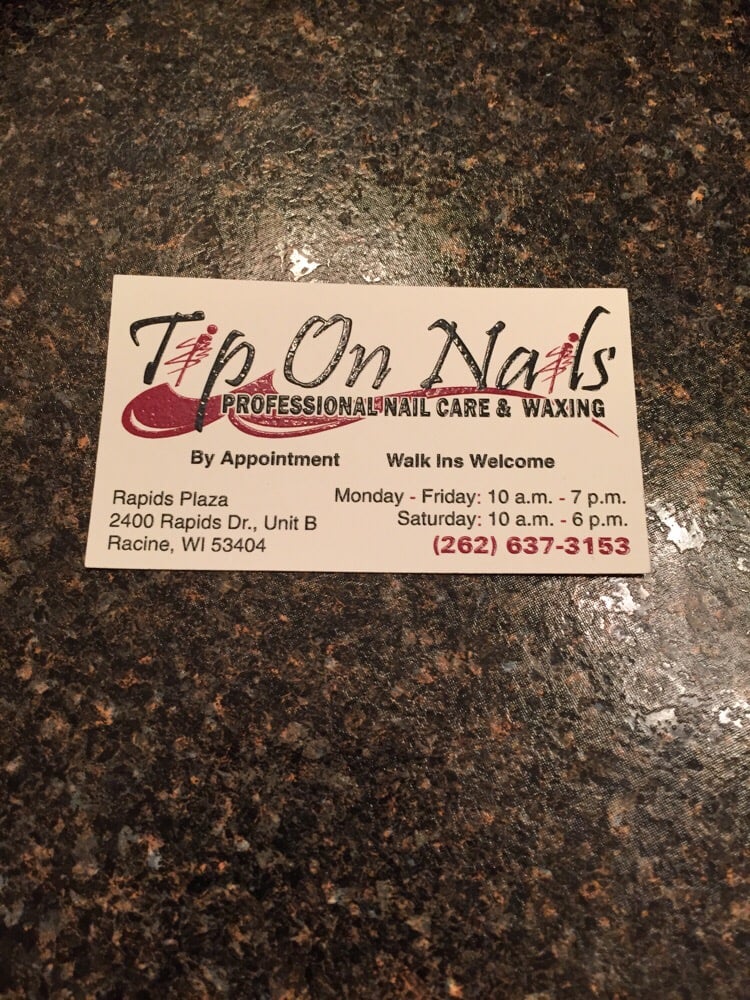 Tip On Nails
PROFESSIONAL NAIL CARE & WAXING
By Appointment Walk Ins Welcome
Rapids Plaza
2400 Rapids Dr., Unit B
Racine, WI 53404
Monday - Friday: 10 a.m. - 7 p.m.
Saturday: 10 a.m. - 6 p.m.
(262) 637-3153